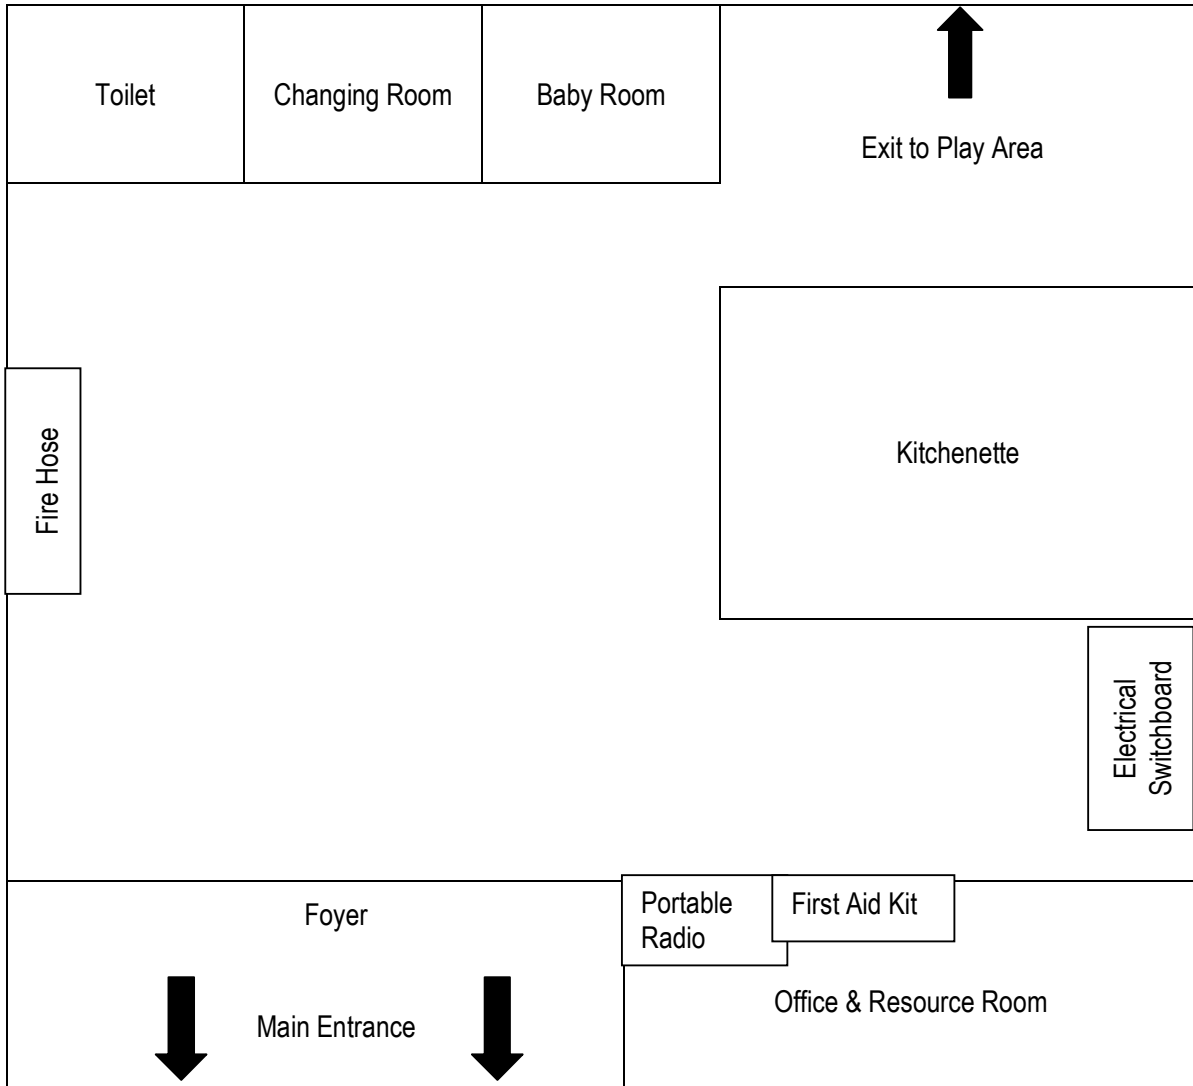 Toilet
Changing Room
Baby Room
Exit to Play Area
Kitchenette
Fire Hose
Electrical
Switchboard
Foyer
Portable
Radio
First Aid Kit
Office & Resource Room
Main Entrance